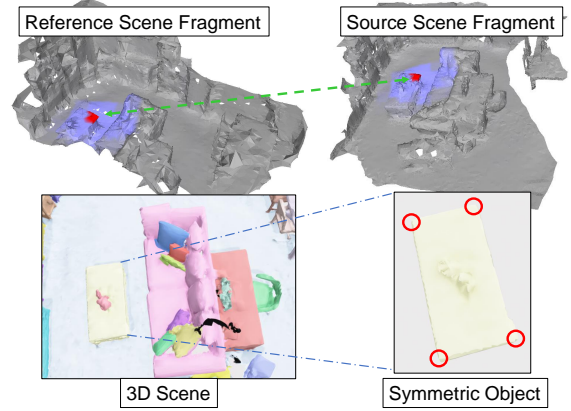 Reference Scene Fragment
Source Scene Fragment
3D Scene
Symmetric Object